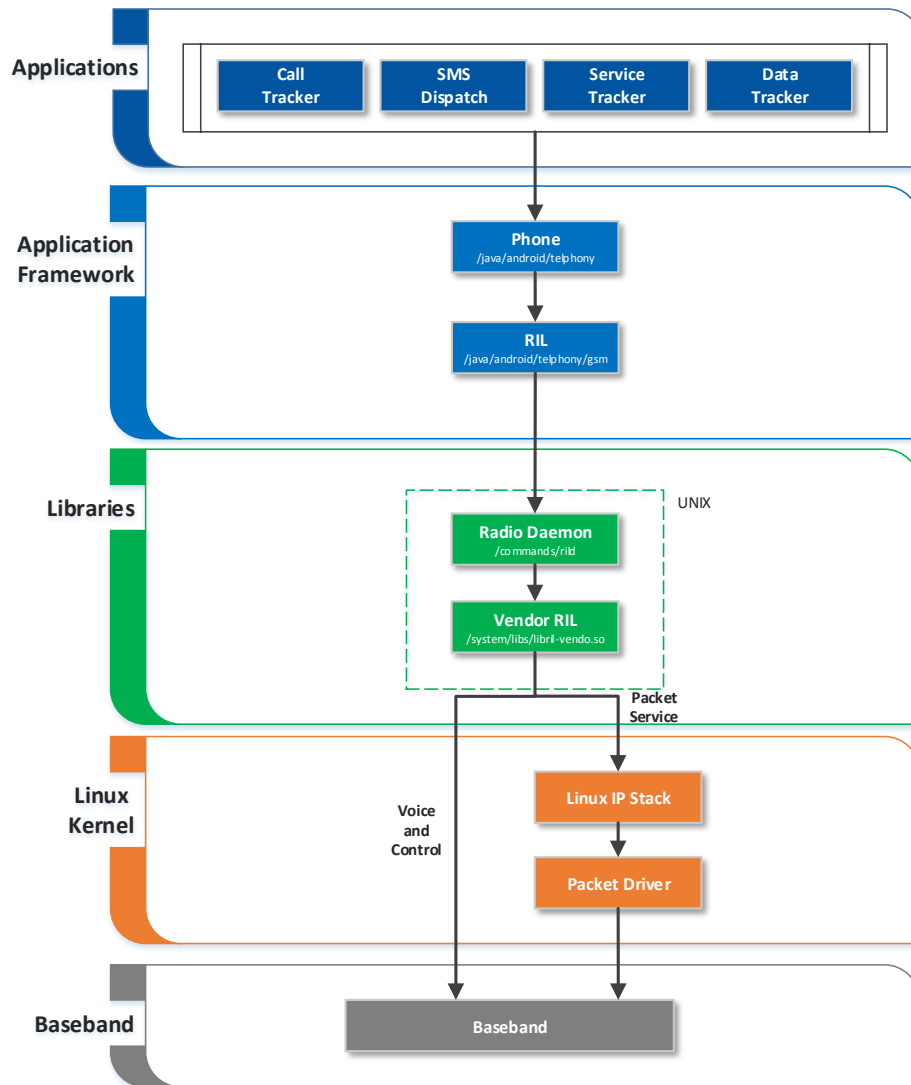 Applications
Call
Tracker
SMS
Dispatch
Service
Tracker
Data
Tracker
Application
Framework
Phone
/java/android/telphony
RIL
/java/android/telphony/gsm
Libraries
UNIX
Radio Daemon
/commands/rild
Vendor RIL
/system/libs/libril-vendo.so
Packet
Service
Linux
Kernel
Linux IP Stack
Voice
and
Control
Packet Driver
Baseband
Baseband